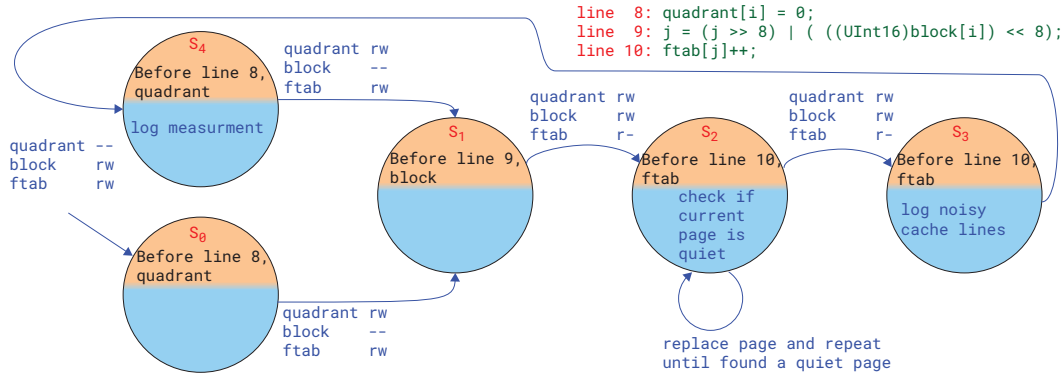 line 8: quadrant[i] = 0;
line 9: j = (j >> 8) | ( ((UInt16)block[i]) << 8);
line 10: ftab[j]++;
S4
Before line 8,
quadrant
log measurment
quadrant rw
block --
ftab rw
quadrant --
block rw
ftab rw
S0
Before line 8,
quadrant
quadrant rw
block --
ftab rw
S1
Before line 9,
block
quadrant rw
block rw
ftab r-
S2
Before line 10,
ftab
check if
current
page is
quiet
replace page and repeat
until found a quiet page
quadrant rw
block rw
ftab r-
S3
Before line 10,
ftab
log noisy
cache lines